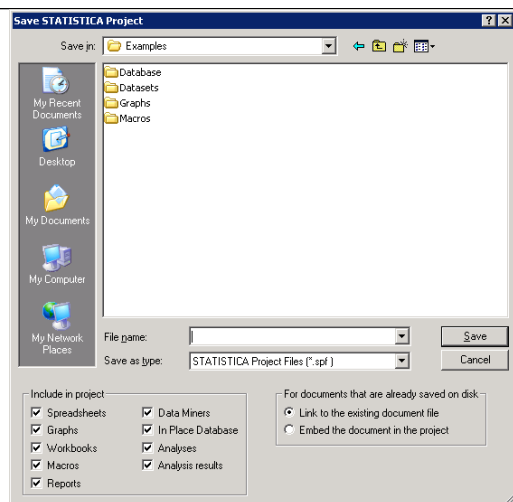 Save STATISTICA Project
Save in: Examples
Database
Datasets
Graphs
Macros
My Recent
Documents
Desktop
My Documents
My Computer
My Network
Places
File name:
Save
Save as type: STATISTICA Project Files (*.spf )
Cancel
Include in project
Spreadsheets
Data Miners
Graphs
In Place Database
Workbooks
Analyses
Macros
Analysis results
Reports
For documents that are already saved on disk
Link to the existing document file
Embed the document in the project